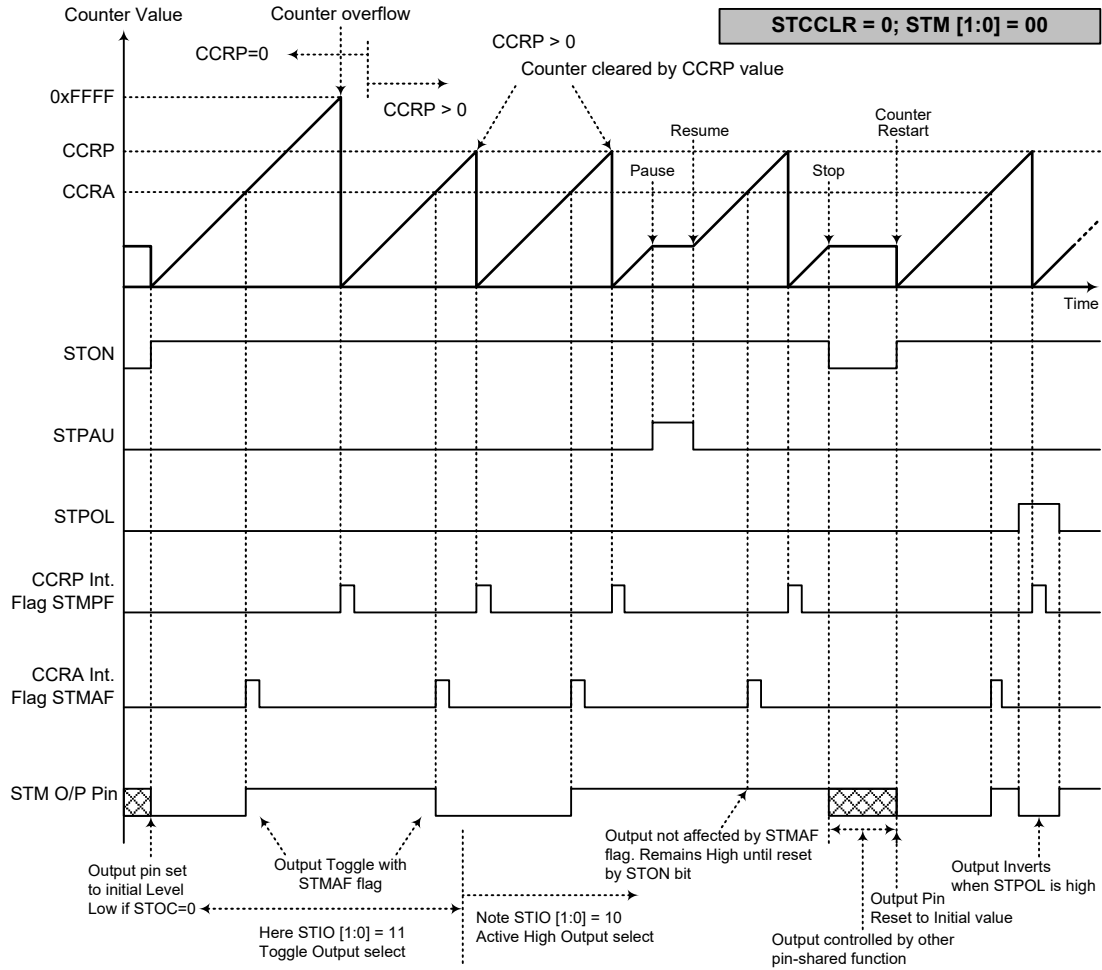 Counter Value
Counter overflow
STCCLR = 0; STM [1:0] = 00
CCRP=0
CCRP > 0
CCRP > 0
Counter cleared by CCRP value
0xFFFF
CCRP
CCRA
Pause
Resume
Stop
Counter
Restart
Time
STON
STPAU
STPOL
CCRP Int.
Flag STMPF
CCRA Int.
Flag STMAF
STM O/P Pin
Output pin set
to initial Level
Low if STOC=0
Output Toggle with
STMAF flag
Here STIO [1:0] = 11
Toggle Output select
Note STIO [1:0] = 10
Active High Output select
Output not affected by STMAF
flag. Remains High until reset
by STON bit
Output controlled by other
pin-shared function
Output Pin
Reset to Initial value
Output Inverts
when STPOL is high